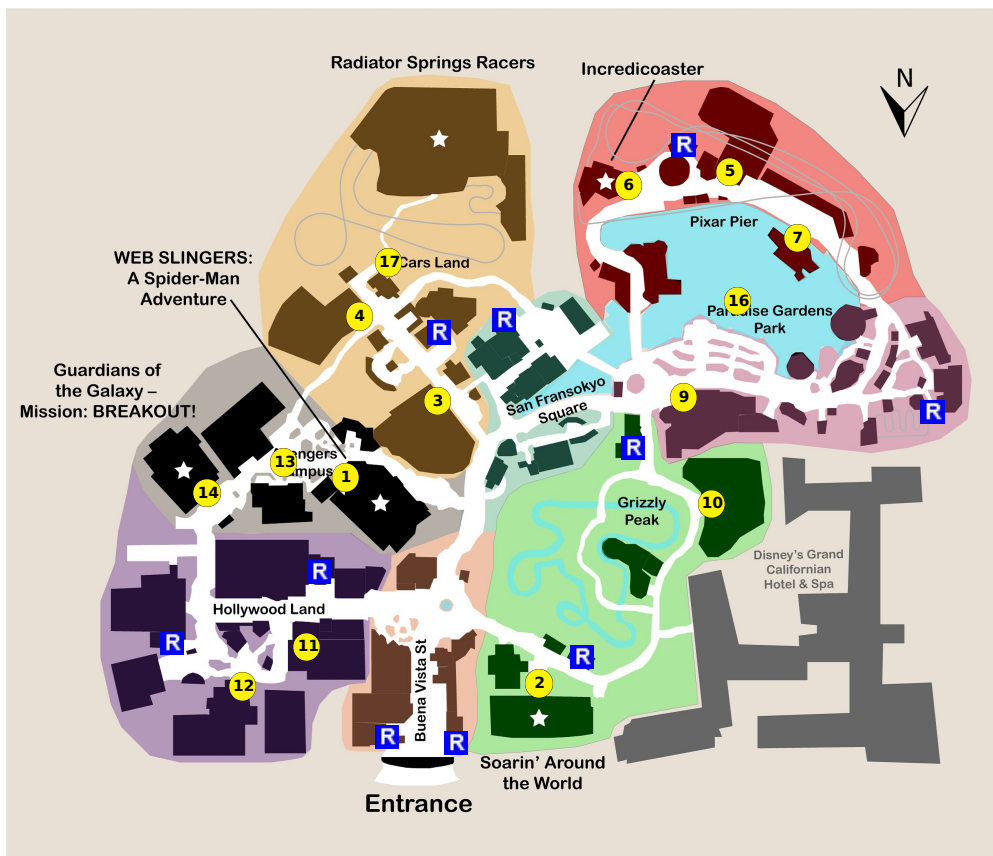 Radiator Springs Racers
Incredicoaster
N
R
5
6
Pixar Pier
7
WEB SLINGERS:
A Spider-Man
Adventure
17
Cars Land
16
Paradise Gardens
Park
4
R
R
Guardians of
the Galaxy –
Mission: BREAKOUT!
3
San Fransokyo
Square
9
R
R
13
Avengers
Campus
1
14
Grizzly
Peak
10
Disney's Grand
Californian
Hotel & Spa
R
Hollywood Land
R
11
12
Buena Vista St
R
2
R
R
Soarin' Around
the World
Entrance